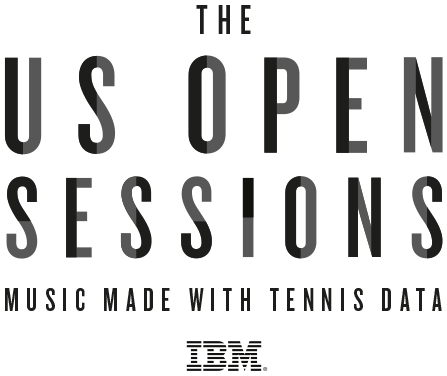 THE
US OPEN
SESSIONS
MUSIC MADE WITH TENNIS DATA
IBM®